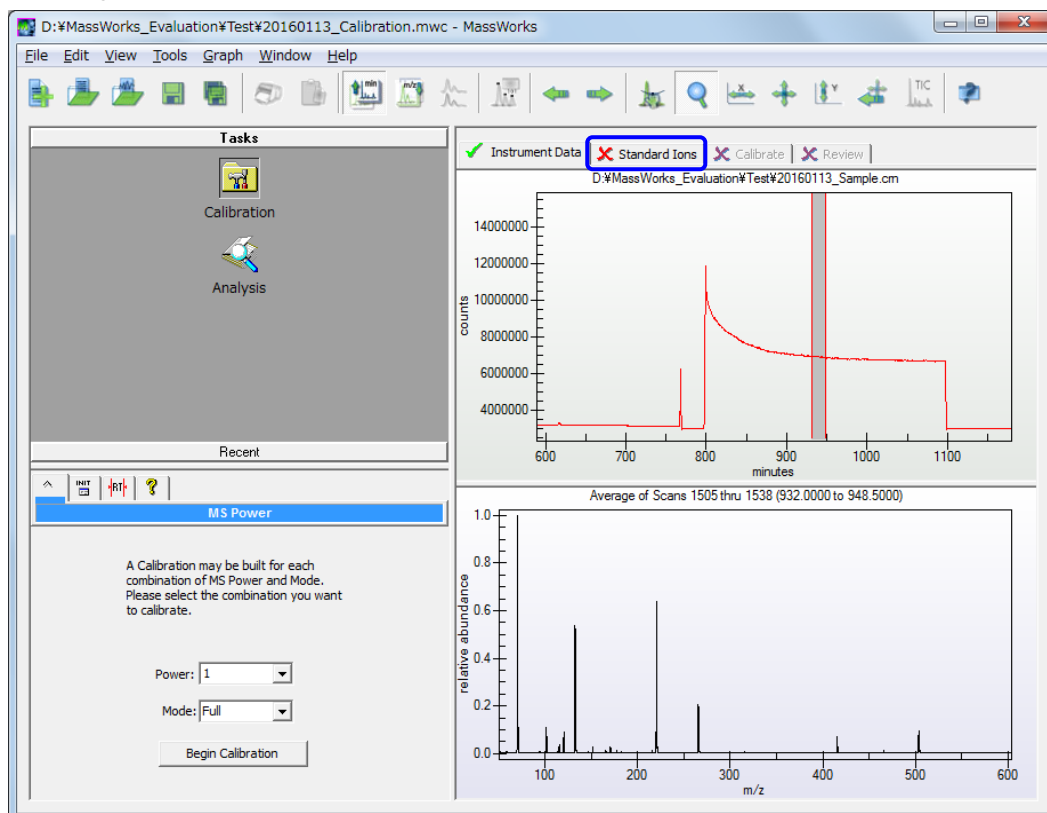 D:¥MassWorks_Evaluation¥Test¥20160113_Calibration.mwc - MassWorks
File Edit View Tools Graph Window Help
min m/z Y TIC
Tasks
Calibration
Analysis
Recent
INIT RT ?
MS Power
A Calibration may be built for each
combination of MS Power and Mode.
Please select the combination you want
to calibrate.
Power: 1
Mode: Full
Begin Calibration
Instrument Data Standard Ions Calibrate Review
D:¥MassWorks_Evaluation¥Test¥20160113_Sample.cm
counts
14000000
12000000
10000000
8000000
6000000
4000000
600 700 800 900 1000 1100
minutes
Average of Scans 1505 thru 1538 (932.0000 to 948.5000)
relative abundance
1.0
0.8
0.6
0.4
0.2
0.0
100 200 300 400 500 600
m/z